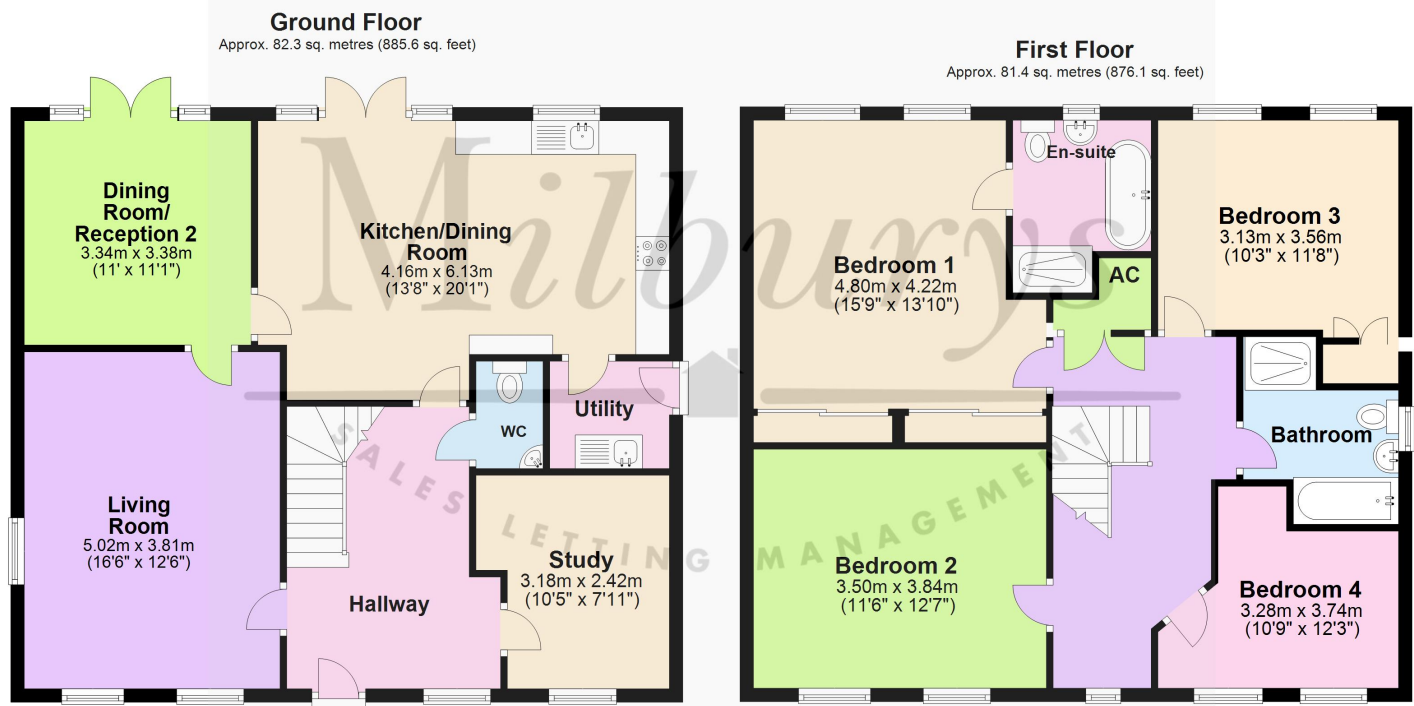 Ground Floor
Approx. 82.3 sq. metres (885.6 sq. feet)
Dining
Room/
Reception 2
3.34m x 3.38m
(11' x 11'1")
Kitchen/Dining
Room
4.16m x 6.13m
(13'8" x 20'1")
WC
Utility
Living
Room
5.02m x 3.81m
(16'6" x 12'6")
Hallway
Study
3.18m x 2.42m
(10'5" x 7'11")
First Floor
Approx. 81.4 sq. metres (876.1 sq. feet)
En-suite
Bedroom 1
4.80m x 4.22m
(15'9" x 13'10")
AC
Bedroom 3
3.13m x 3.56m
(10'3" x 11'8")
Bathroom
Bedroom 2
3.50m x 3.84m
(11'6" x 12'7")
Bedroom 4
3.28m x 3.74m
(10'9" x 12'3")
Milburys
SALES LETTING MANAGEMENT